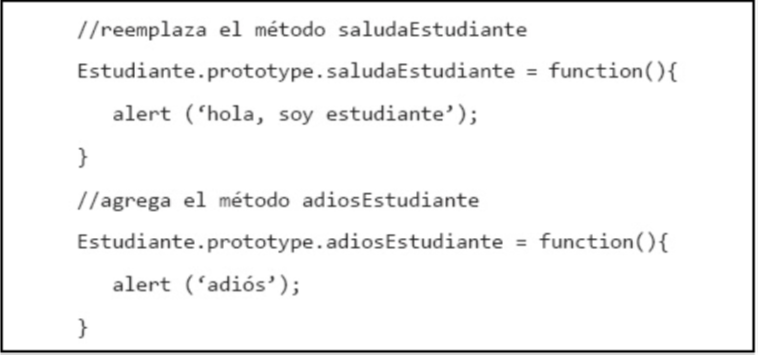 //reemplaza el método saludaEstudiante
Estudiante.prototype.saludaEstudiante = function(){
alert (‘hola, soy estudiante’);
}
//agrega el método adiosEstudiante
Estudiante.prototype.adiosEstudiante = function(){
alert (‘adiós’);
}